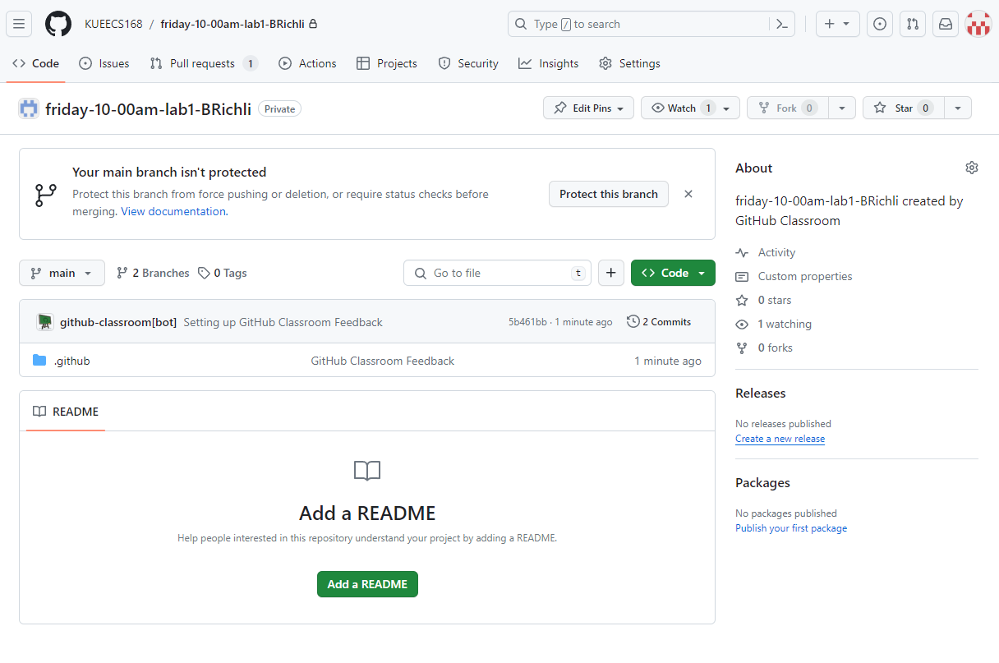 KUEECS168 / friday-10-00am-lab1-BRichli
Type / to search
Code Issues Pull requests 1 Actions Projects Security Insights Settings
friday-10-00am-lab1-BRichli Private
Edit Pins Watch 1 Fork 0 Star 0
Your main branch isn't protected
Protect this branch from force pushing or deletion, or require status checks before
merging. View documentation.
Protect this branch
main 2 Branches 0 Tags
Go to file t
Code
github-classroom[bot] Setting up GitHub Classroom Feedback 5b461bb · 1 minute ago 2 Commits
.github GitHub Classroom Feedback 1 minute ago
README
Add a README
Help people interested in this repository understand your project by adding a README.
Add a README
About
friday-10-00am-lab1-BRichli created by
GitHub Classroom
Activity
Custom properties
0 stars
1 watching
0 forks
Releases
No releases published
Create a new release
Packages
No packages published
Publish your first package